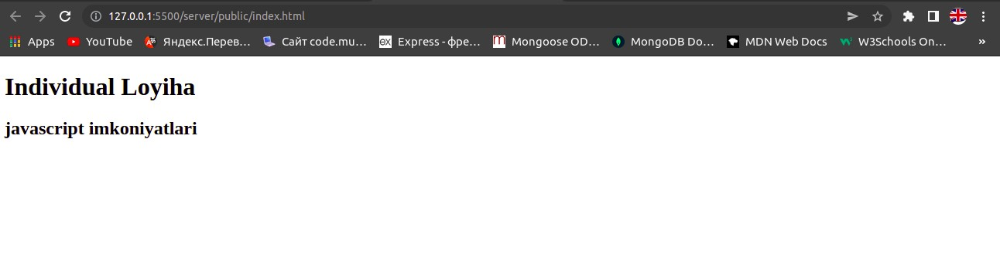 127.0.0.1:5500/server/public/index.html
Apps YouTube Яндекс.Перев… Сайт code.mu… ex Express - фре… Mongoose OD… MongoDB Do… MDN Web Docs W3Schools On… »
Individual Loyiha
javascript imkoniyatlari